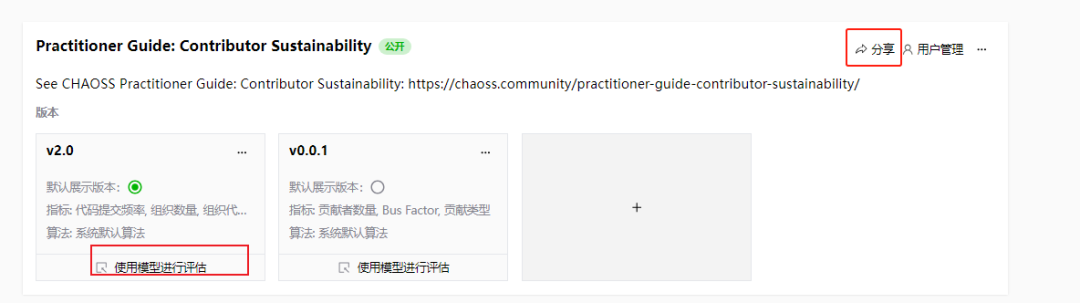 Practitioner Guide: Contributor Sustainability 公开 分享 用户管理 ...
See CHAOSS Practitioner Guide: Contributor Sustainability: https://chaoss.community/practitioner-guide-contributor-sustainability/
版本
v2.0 ...
默认展示版本：
指标: 代码提交频率, 组织数量, 组织代...
算法: 系统默认算法
使用模型进行评估
v0.0.1 ...
默认展示版本：
指标: 贡献者数量, Bus Factor, 贡献类型
算法: 系统默认算法
使用模型进行评估
+